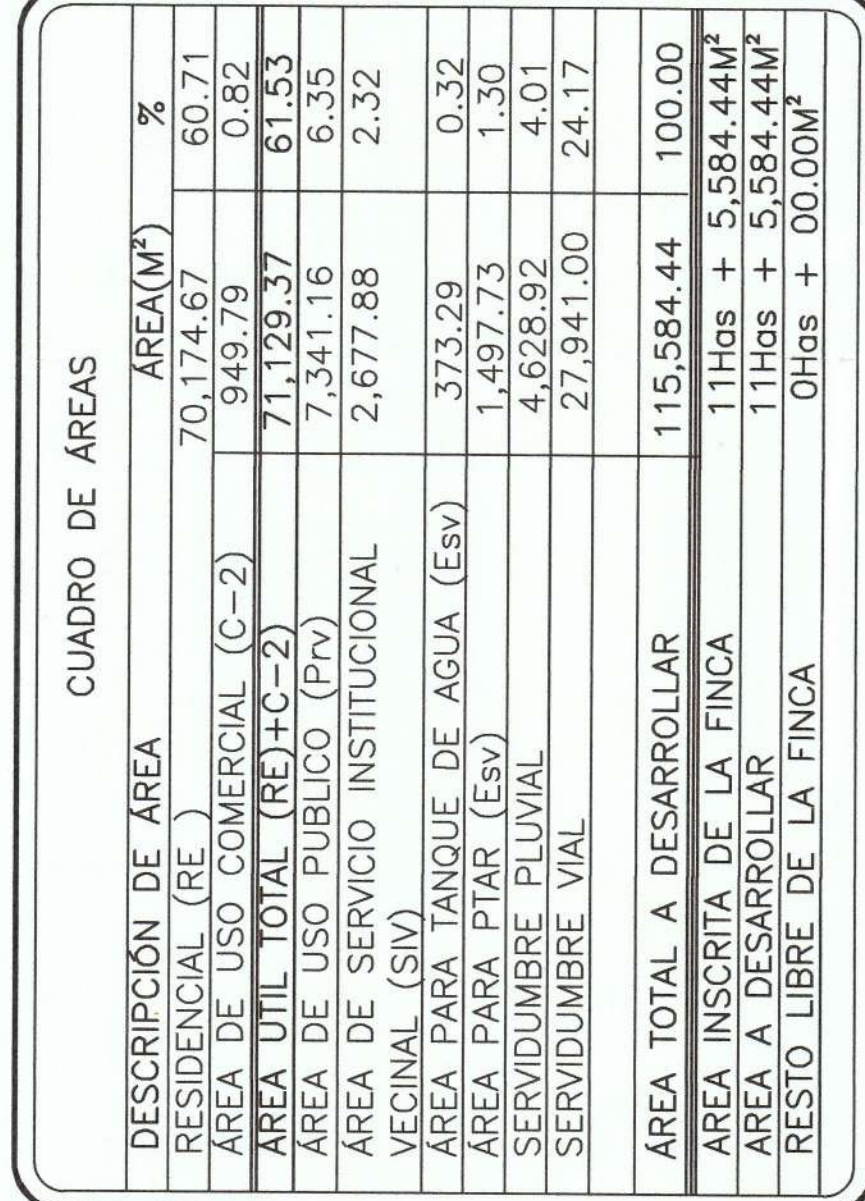 CUADRO DE ÁREAS
DESCRIPCIÓN DE ÁREA ÁREA(M²) %
RESIDENCIAL (RE ) 70,174.67 60.71
ÁREA DE USO COMERCIAL (C-2) 949.79 0.82
ÁREA UTIL TOTAL (RE)+C-2) 71,129.37 61.53
ÁREA DE USO PUBLICO (Prv) 7,341.16 6.35
ÁREA DE SERVICIO INSTITUCIONAL 2,677.88 2.32
VECINAL (SIV)
ÁREA PARA TANQUE DE AGUA (Esv) 373.29 0.32
ÁREA PARA PTAR (Esv) 1,497.73 1.30
SERVIDUMBRE PLUVIAL 4,628.92 4.01
SERVIDUMBRE VIAL 27,941.00 24.17
ÁREA TOTAL A DESARROLLAR 115,584.44 100.00
AREA INSCRITA DE LA FINCA 11Has + 5,584.44M²
AREA A DESARROLLAR 11Has + 5,584.44M²
RESTO LIBRE DE LA FINCA 0Has + 00.00M²